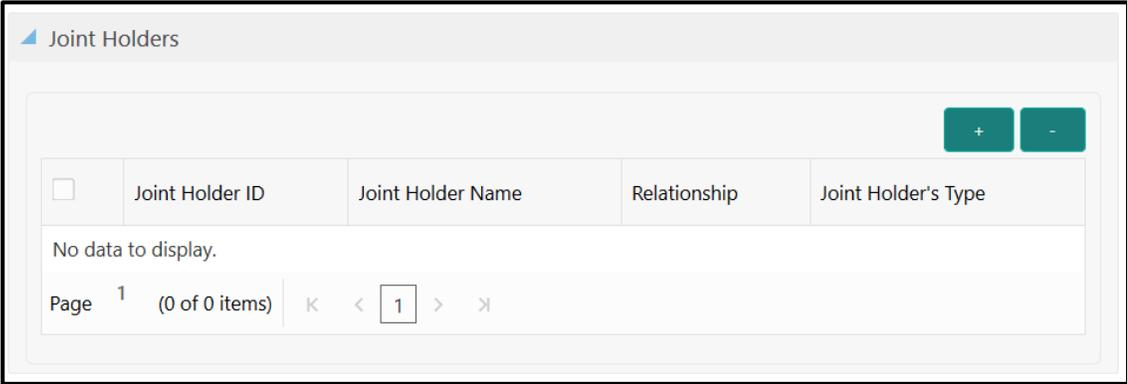 Joint Holders
+ -
Joint Holder ID Joint Holder Name Relationship Joint Holder's Type
No data to display.
Page 1 (0 of 0 items) 1